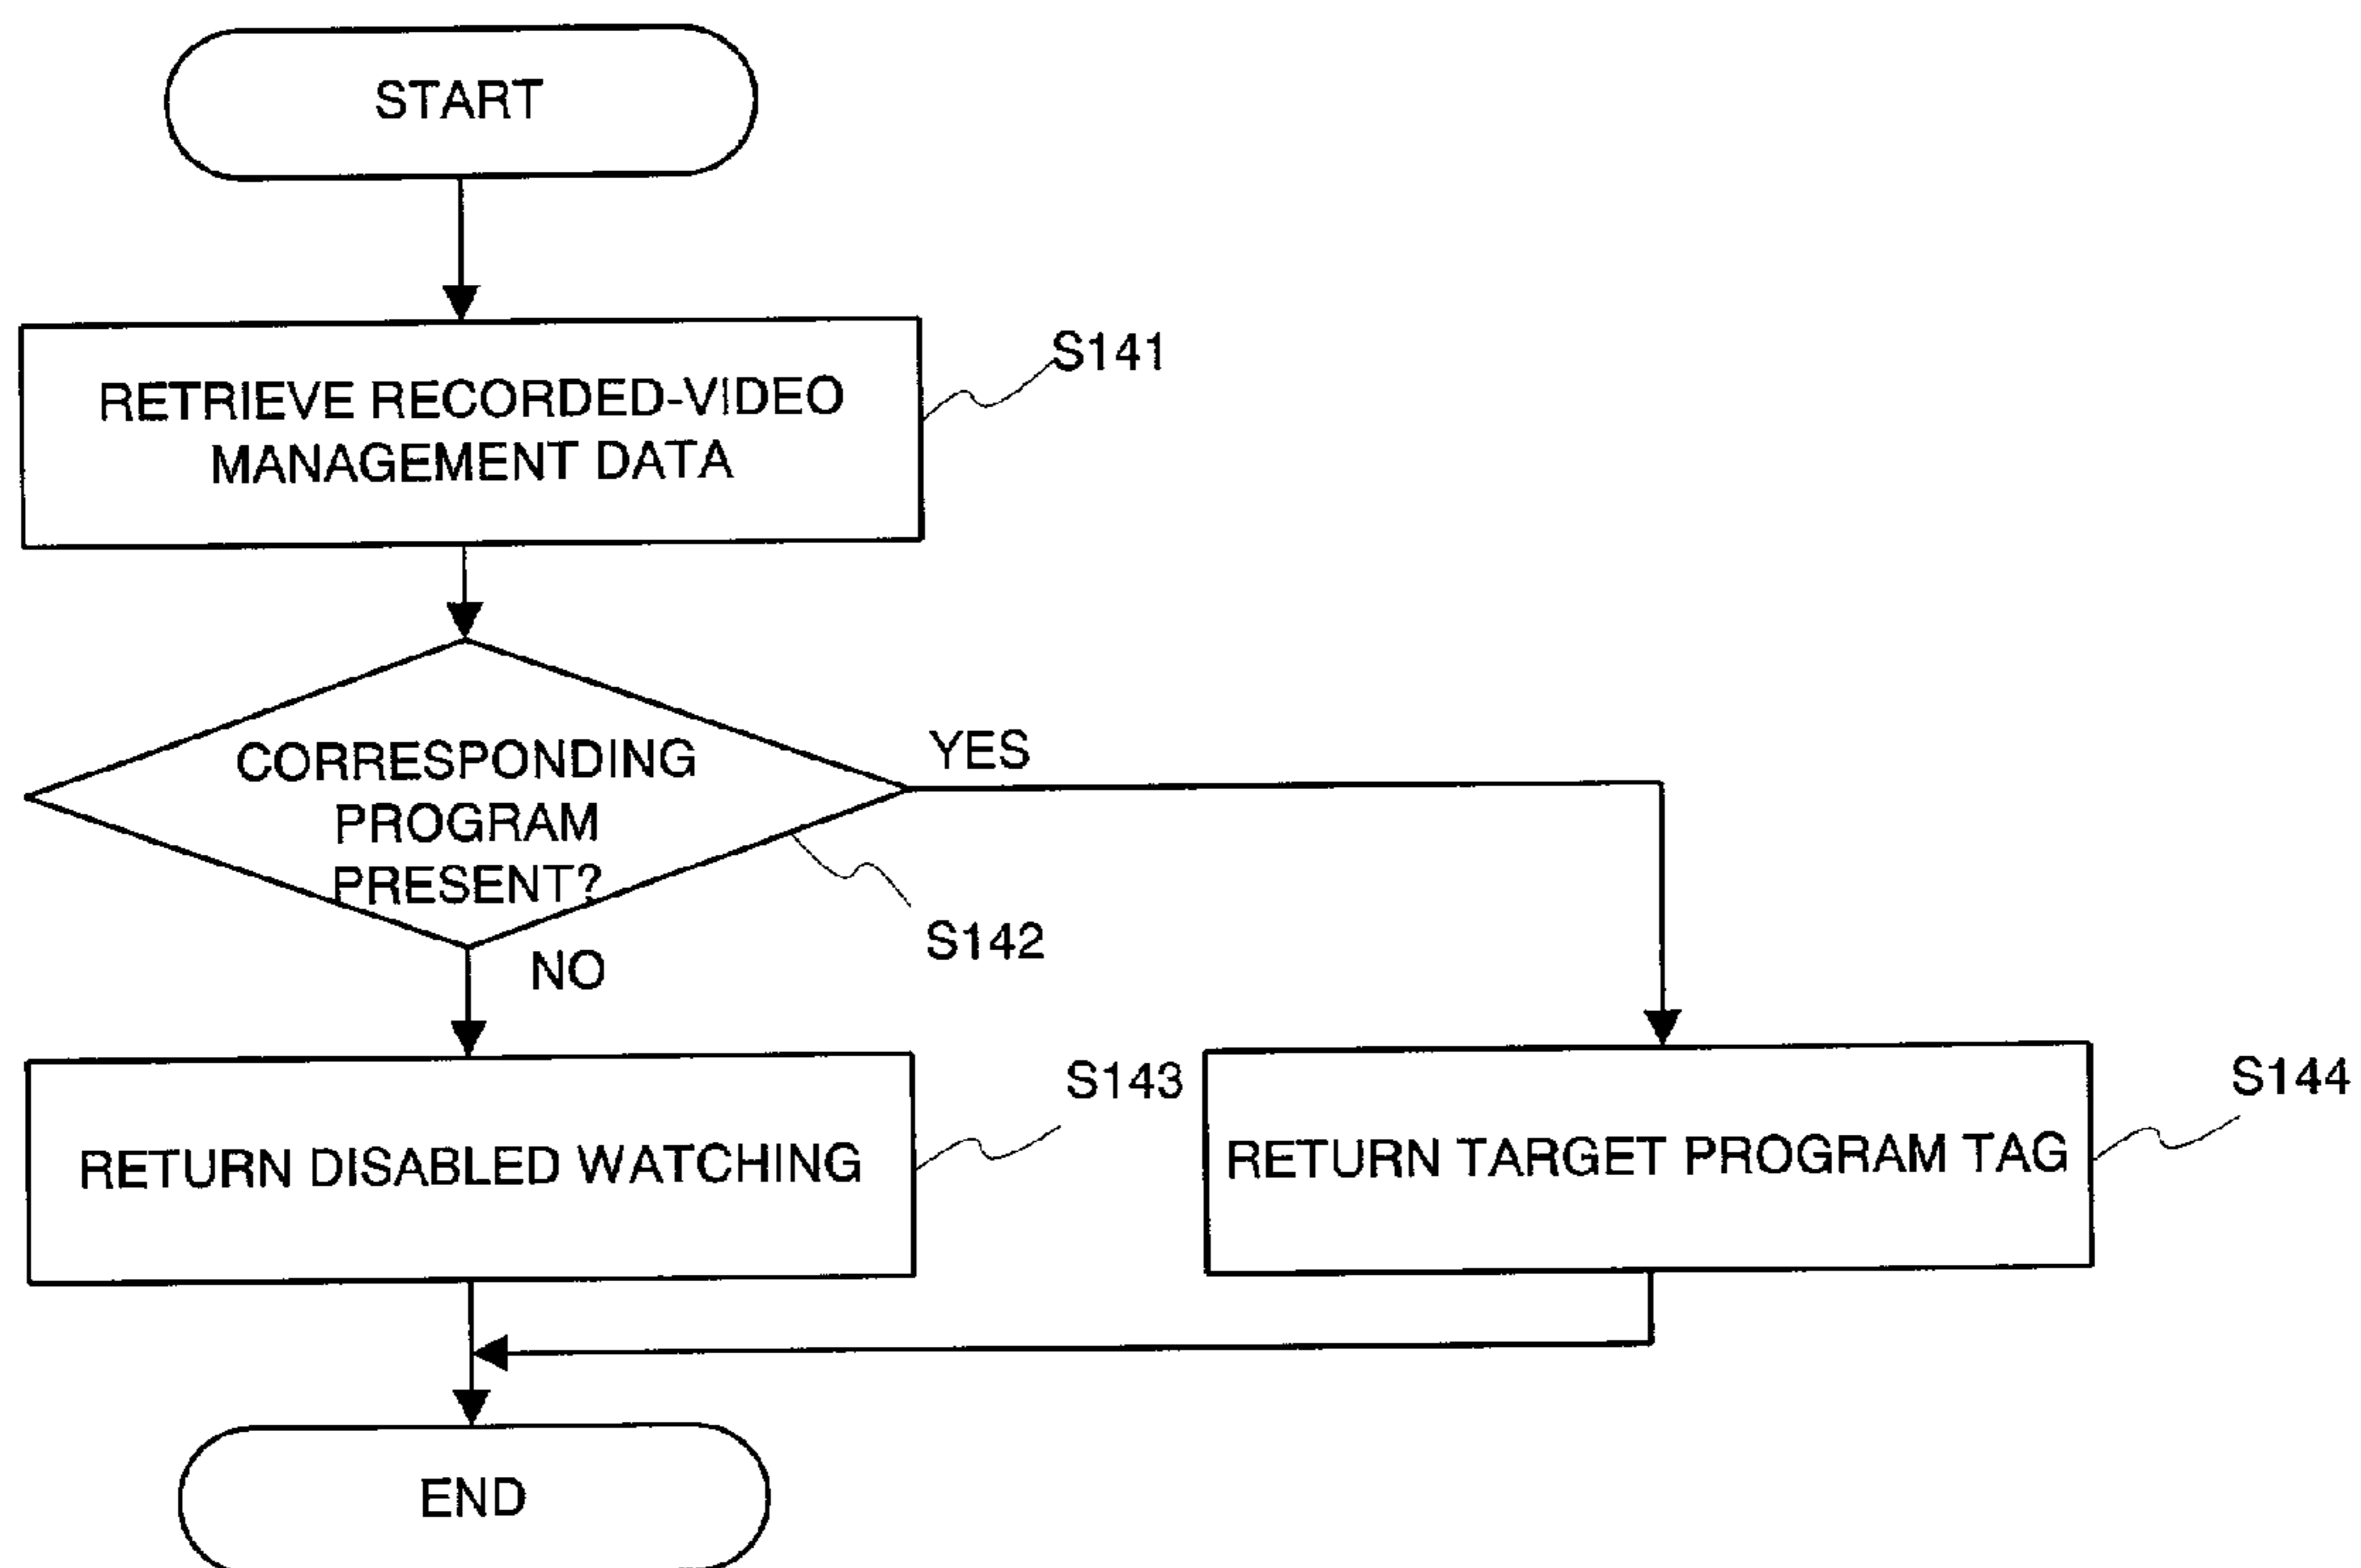 START
RETRIEVE RECORDED-VIDEO
MANAGEMENT DATA
S141
CORRESPONDING
PROGRAM
PRESENT?
YES
S142
NO
RETURN DISABLED WATCHING
S143
RETURN TARGET PROGRAM TAG
S144
END